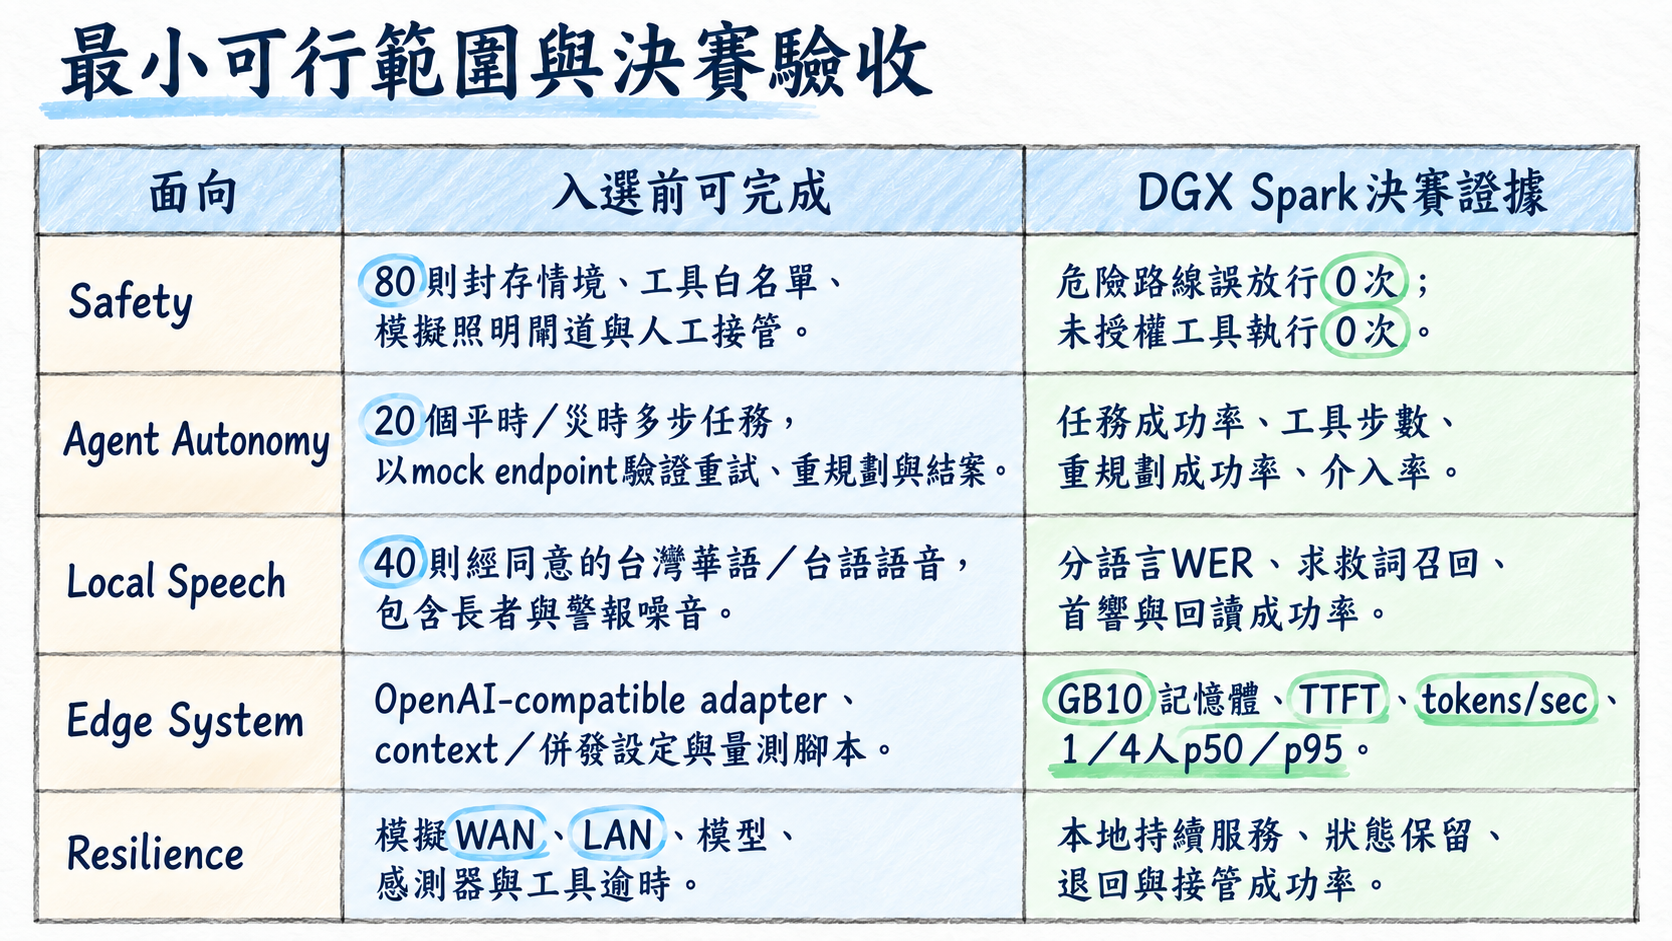 最小可行範圍與決賽驗收
面向
入選前可完成
DGX Spark決賽證據
Safety
80則封存情境、工具白名單、
模擬照明閘道與人工接管。
危險路線誤放行0次；
未授權工具執行0次。
Agent Autonomy
20個平時／災時多步任務，
以mock endpoint驗證重試、重規劃與結案。
任務成功率、工具步數、
重規劃成功率、介入率。
Local Speech
40則經同意的台灣華語／台語語音，
包含長者與警報噪音。
分語言WER、求救詞召回、
首響與回讀成功率。
Edge System
OpenAI-compatible adapter、
context／併發設定與量測腳本。
GB10記憶體、TTFT、tokens/sec、
1／4人p50／p95。
Resilience
模擬WAN、LAN、模型、
感測器與工具逾時。
本地持續服務、狀態保留、
退回與接管成功率。